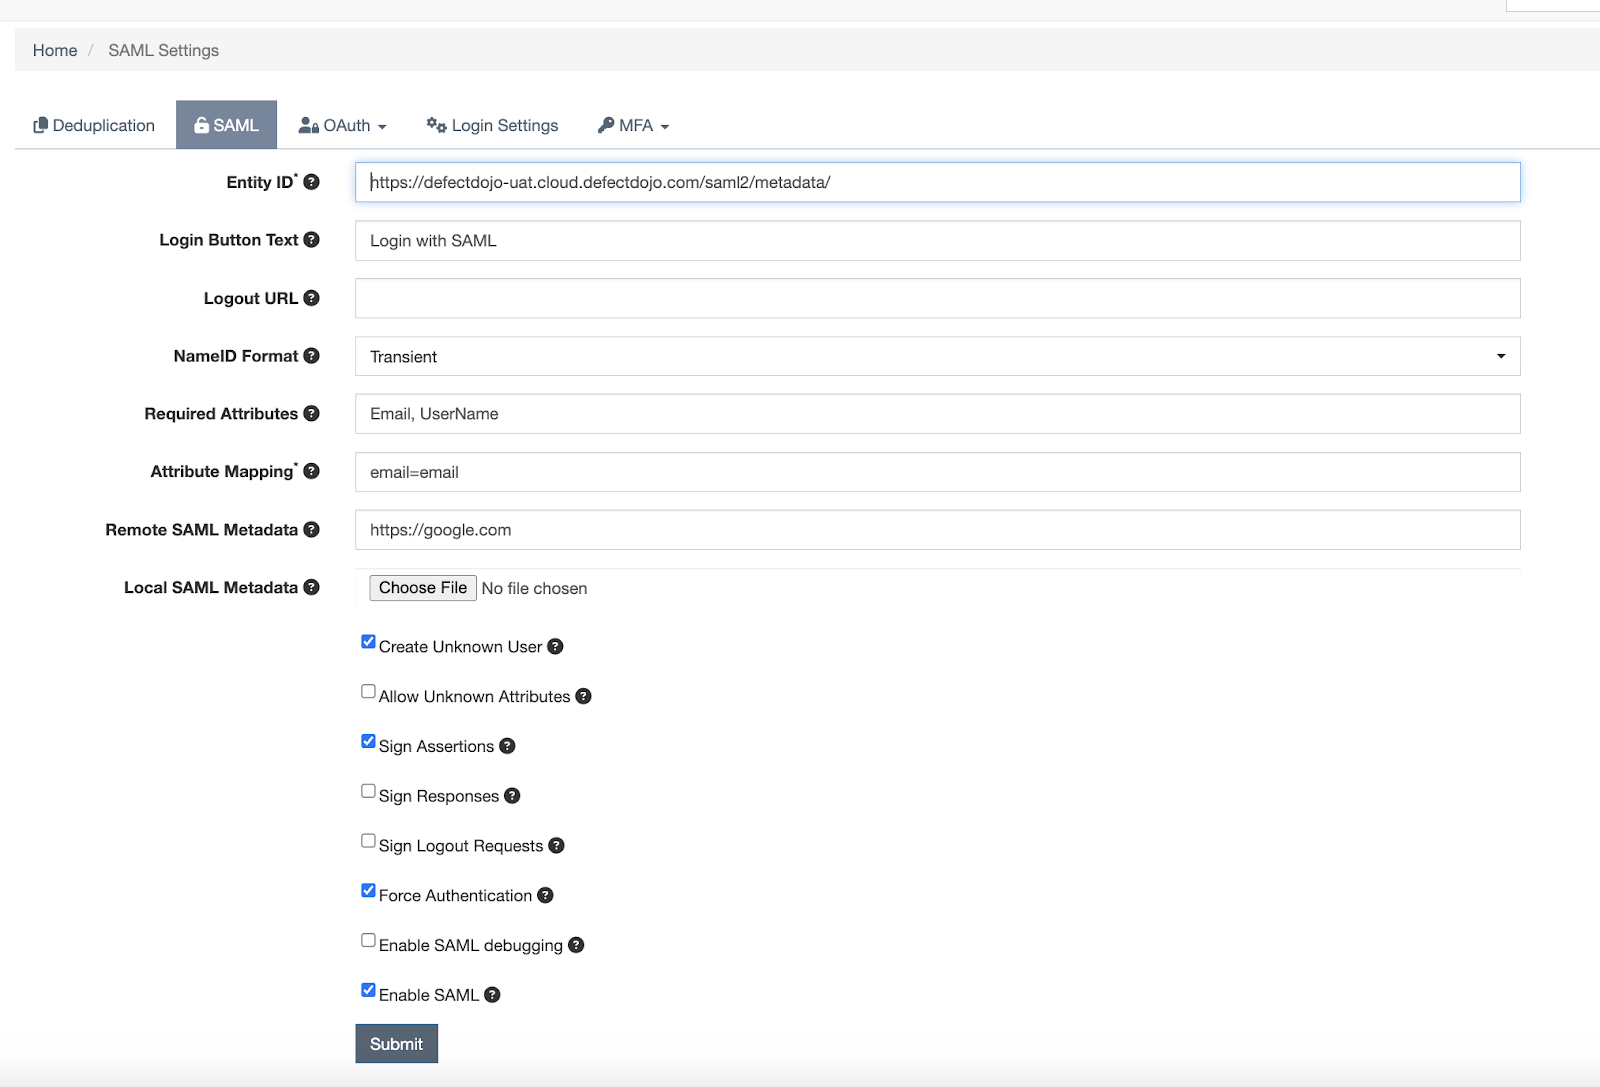 Home / SAML Settings
Deduplication SAML OAuth Login Settings MFA
Entity ID* ? https://defectdojo-uat.cloud.defectdojo.com/saml2/metadata/
Login Button Text ? Login with SAML
Logout URL ?
NameID Format ? Transient
Required Attributes ? Email, UserName
Attribute Mapping* ? email=email
Remote SAML Metadata ? https://google.com
Local SAML Metadata ? Choose File No file chosen
Create Unknown User ?
Allow Unknown Attributes ?
Sign Assertions ?
Sign Responses ?
Sign Logout Requests ?
Force Authentication ?
Enable SAML debugging ?
Enable SAML ?
Submit